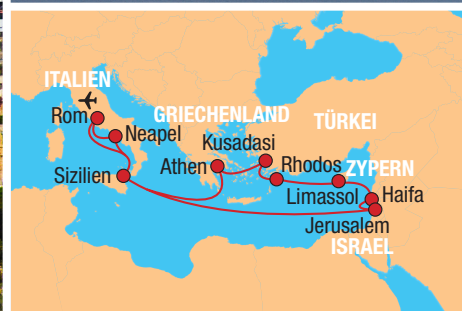 ITALIEN
Rom
Neapel
GRIECHENLAND
TÜRKEI
Kusadasi
Sizilien
Athen
Rhodos
ZYPERN
Limassol
Haifa
Jerusalem
ISRAEL